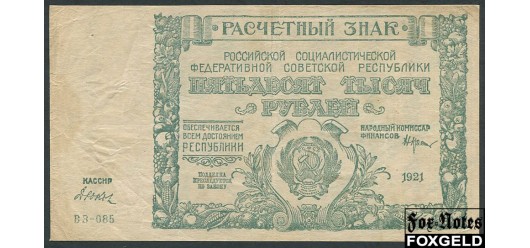 РАСЧЕТНЫЙ ЗНАК
РОССИЙСКОЙ СОЦИАЛИСТИЧЕСКОЙ
ФЕДЕРАТИВНОЙ СОВЕТСКОЙ РЕСПУБЛИКИ
ПЯТЬДЕСЯТ ТЫСЯЧ
РУБЛЕЙ
ОБЕСПЕЧИВАЕТСЯ
ВСЕМ ДОСТОЯНИЕМ
РЕСПУБЛИКИ
НАРОДНЫЙ КОМИССАР
ФИНАНСОВ
ПОДДЕЛКА
ПРЕСЛЕДУЕТСЯ
ПО ЗАКОНУ
1921
КАССИР
ВЗ-085
Fox Notes
FOXGELD